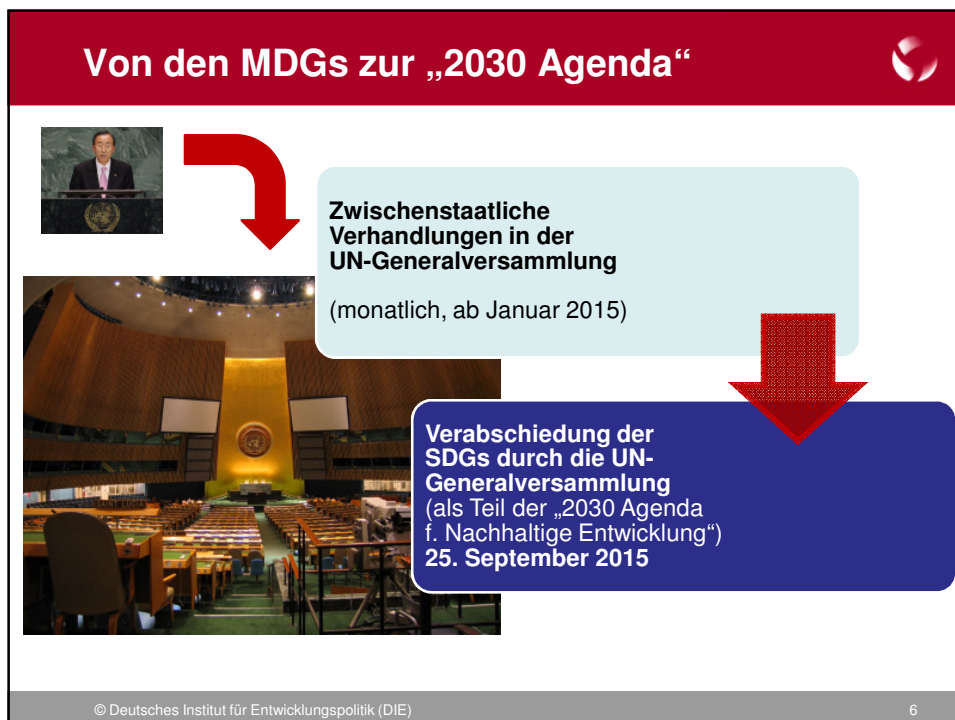 Von den MDGs zur „2030 Agenda“
Zwischenstaatliche
Verhandlungen in der
UN-Generalversammlung
(monatlich, ab Januar 2015)
Verabschiedung der
SDGs durch die UN-
Generalversammlung
(als Teil der „2030 Agenda
f. Nachhaltige Entwicklung“)
25. September 2015
SAINT LUCIA
© Deutsches Institut für Entwicklungspolitik (DIE)
6